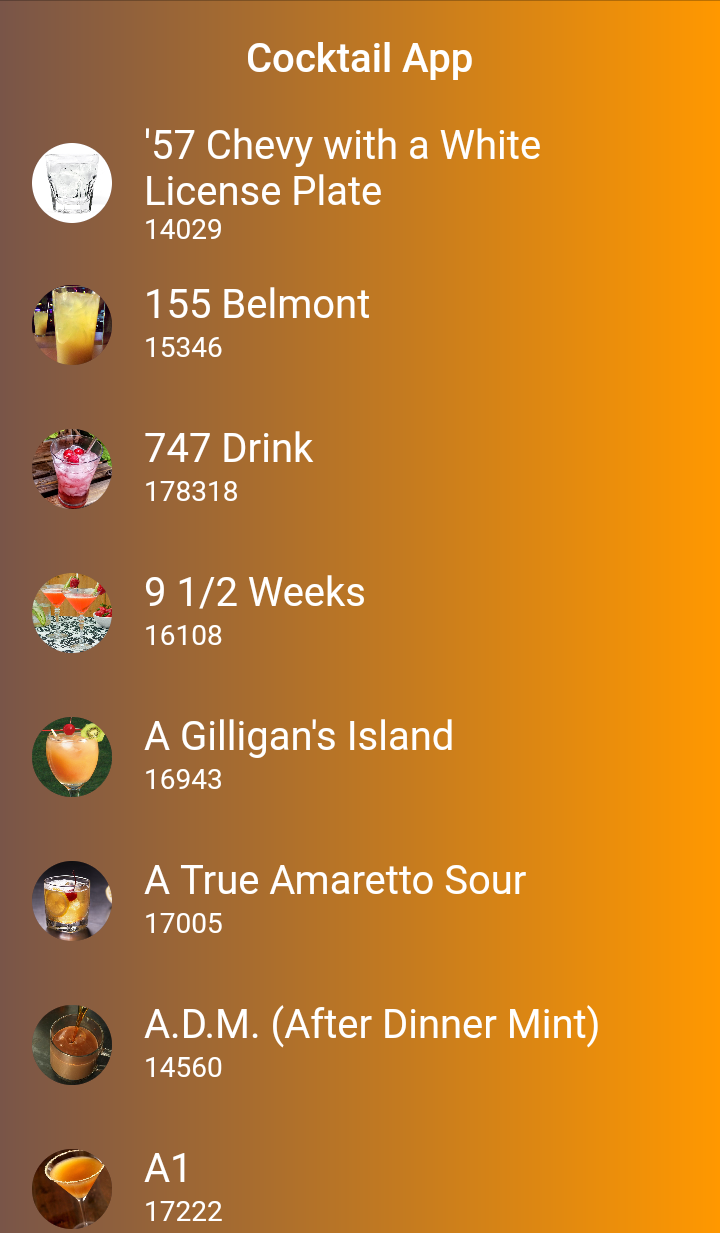 Cocktail App
'57 Chevy with a White
License Plate
14029
155 Belmont
15346
747 Drink
178318
9 1/2 Weeks
16108
A Gilligan's Island
16943
A True Amaretto Sour
17005
A.D.M. (After Dinner Mint)
14560
A1
17222